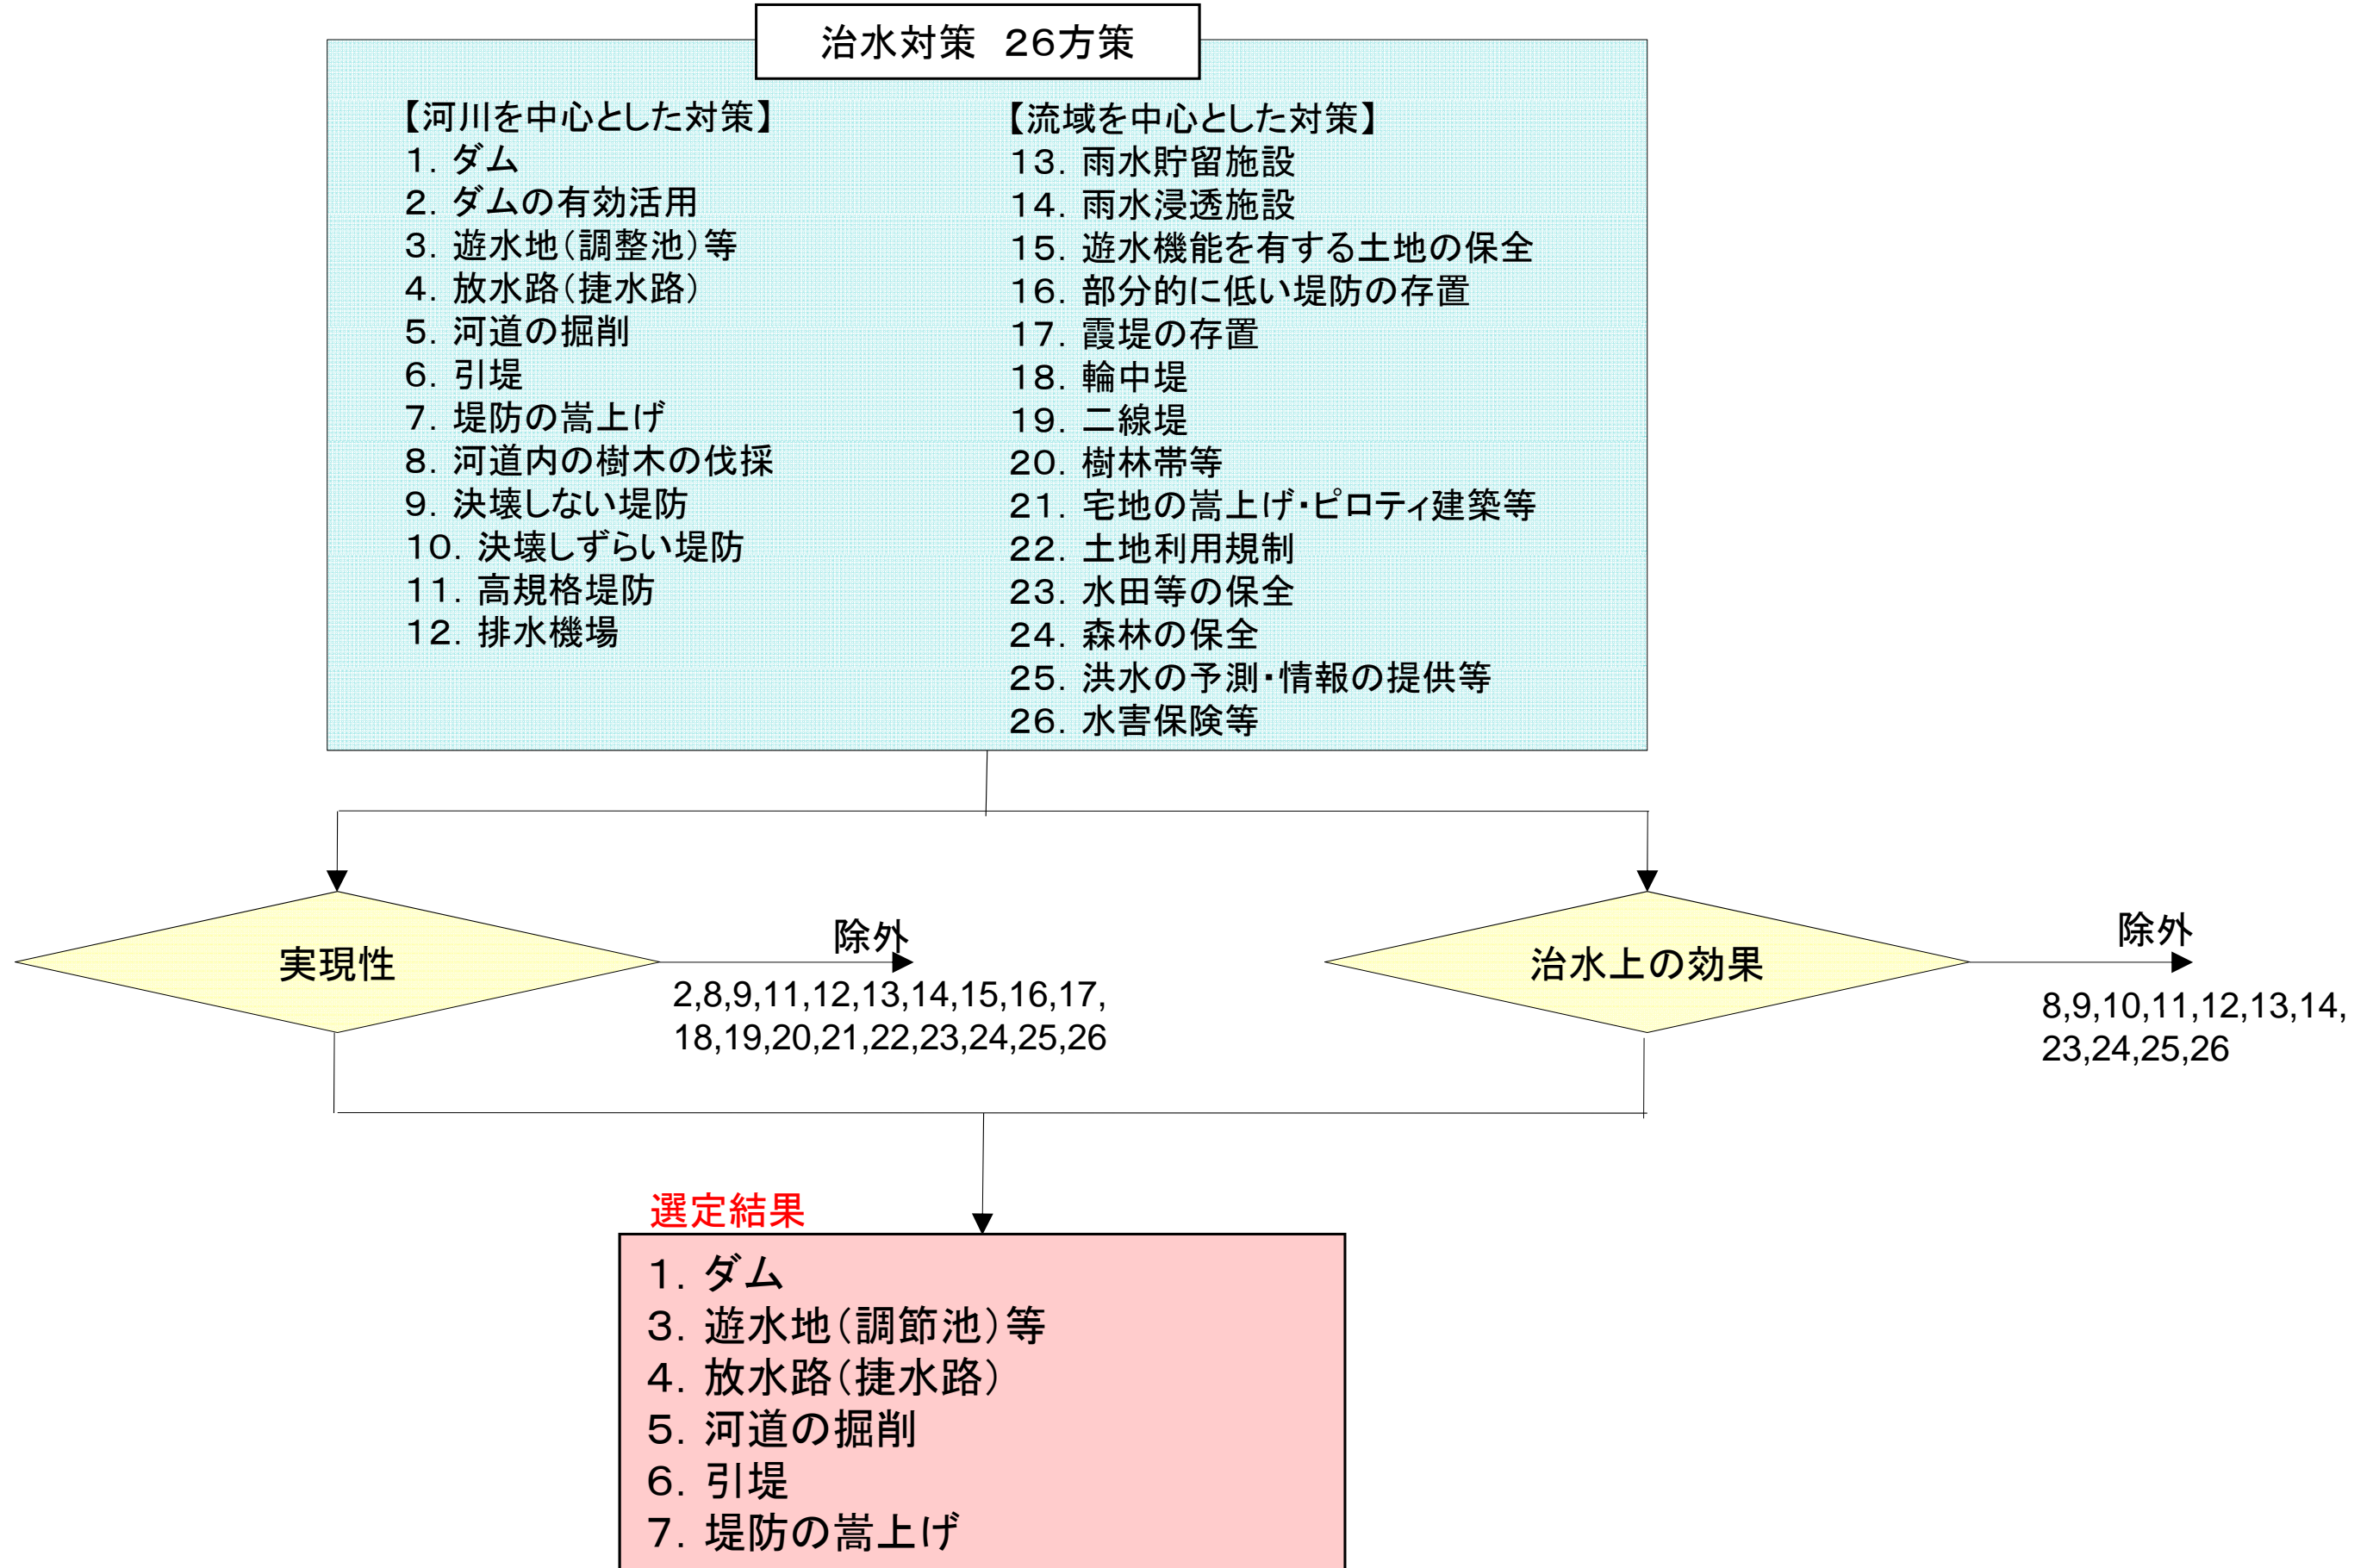 治水対策　26方策
【河川を中心とした対策】
1. ダム
2. ダムの有効活用
3. 遊水地(調整池)等
4. 放水路(捷水路)
5. 河道の掘削
6. 引堤
7. 堤防の嵩上げ
8. 河道内の樹木の伐採
9. 決壊しない堤防
10. 決壊しずらい堤防
11. 高規格堤防
12. 排水機場
【流域を中心とした対策】
13. 雨水貯留施設
14. 雨水浸透施設
15. 遊水機能を有する土地の保全
16. 部分的に低い堤防の存置
17. 霞堤の存置
18. 輪中堤
19. 二線堤
20. 樹林帯等
21. 宅地の嵩上げ・ピロティ建築等
22. 土地利用規制
23. 水田等の保全
24. 森林の保全
25. 洪水の予測・情報の提供等
26. 水害保険等
実現性
除外
2,8,9,11,12,13,14,15,16,17,
18,19,20,21,22,23,24,25,26
治水上の効果
除外
8,9,10,11,12,13,14,
23,24,25,26
選定結果
1. ダム
3. 遊水地(調節池)等
4. 放水路(捷水路)
5. 河道の掘削
6. 引堤
7. 堤防の嵩上げ